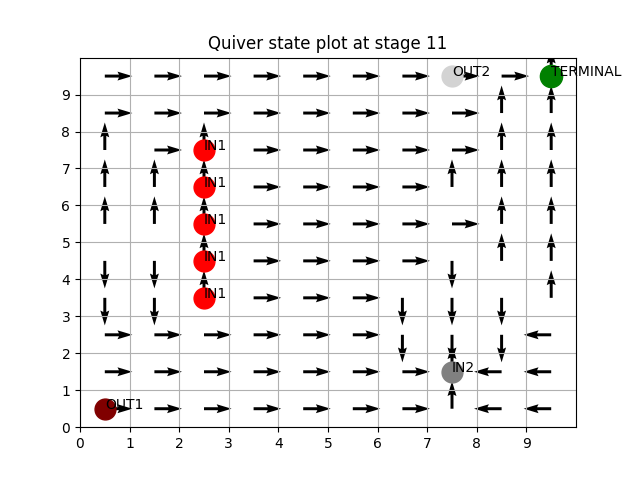 Quiver state plot at stage 11
OUT2
TERMINAL
9
8
IN1
7
IN1
6
IN1
5
IN1
4
IN1
3
2
IN2
1
OUT1
0
0 1 2 3 4 5 6 7 8 9